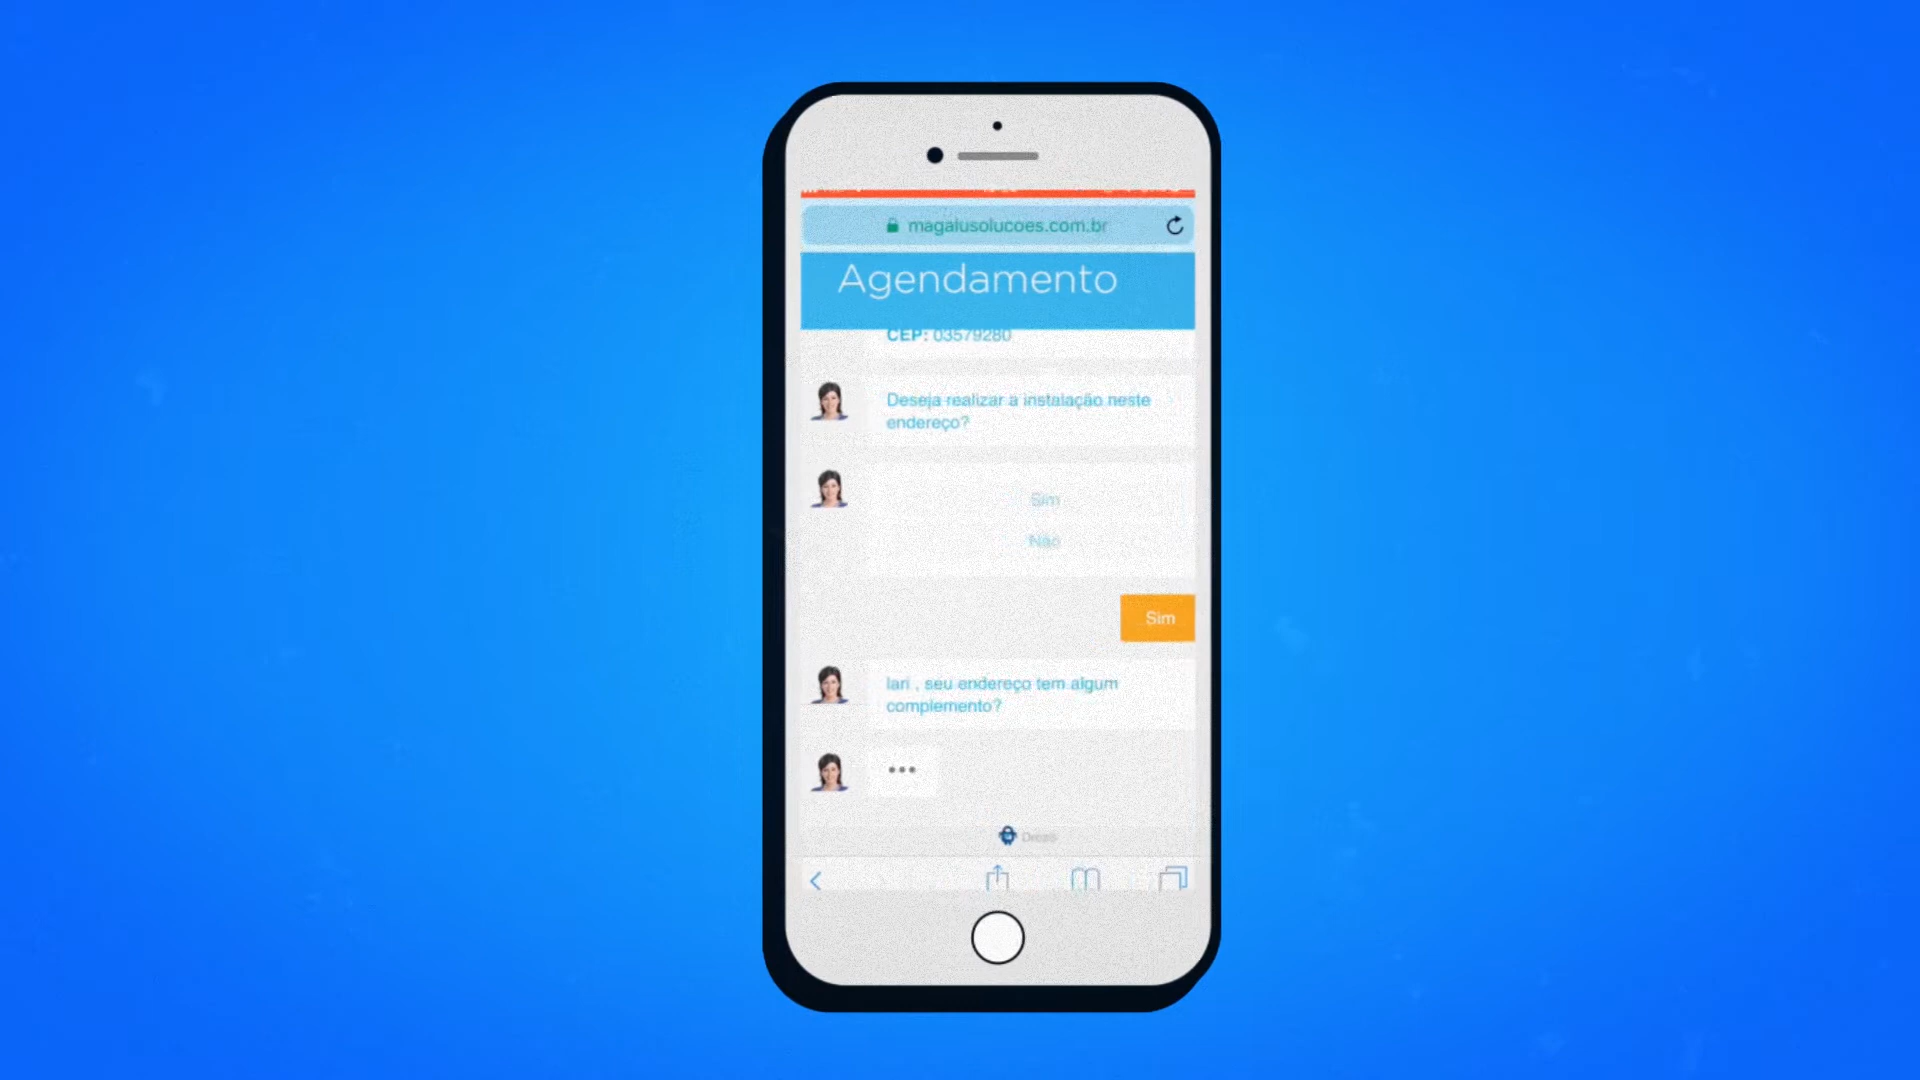 magalusolucoes.com.br
Agendamento
CEP: 03579280
Deseja realizar a instalação neste
endereço?
Sim
Não
Sim
Iari , seu endereço tem algum
complemento?